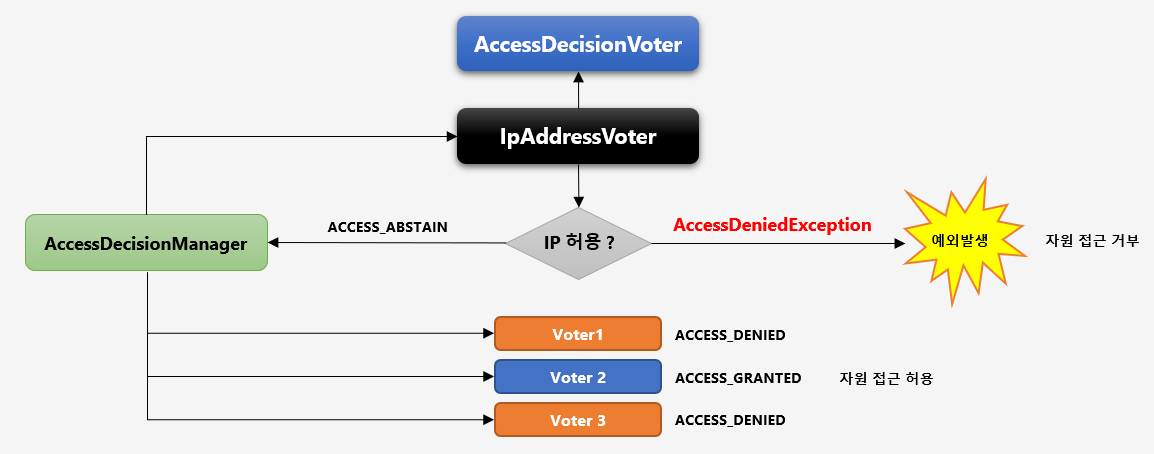 AccessDecisionVoter
IpAddressVoter
AccessDecisionManager
ACCESS_ABSTAIN
IP 허용 ?
AccessDeniedException
예외발생
자원 접근 거부
Voter1
ACCESS_DENIED
Voter 2
ACCESS_GRANTED
자원 접근 허용
Voter 3
ACCESS_DENIED